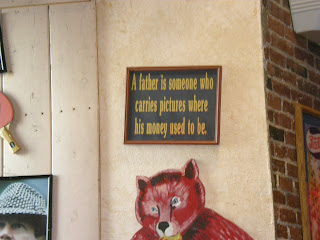 A father is someone who
carries pictures where
his money used to be.